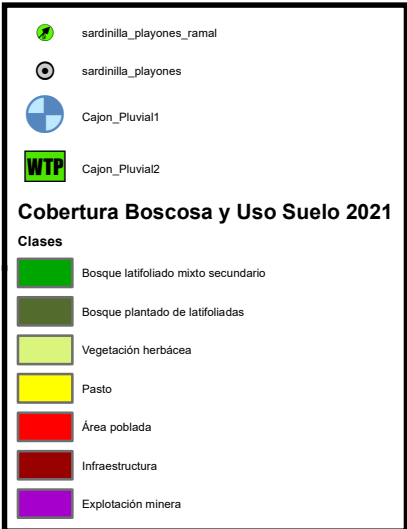 sardinilla_playones_ramal
sardinilla_playones
Cajon_Pluvial1
WTP Cajon_Pluvial2
Cobertura Boscosa y Uso Suelo 2021
Clases
Bosque latifoliado mixto secundario
Bosque plantado de latifoliadas
Vegetación herbácea
Pasto
Área poblada
Infraestructura
Explotación minera